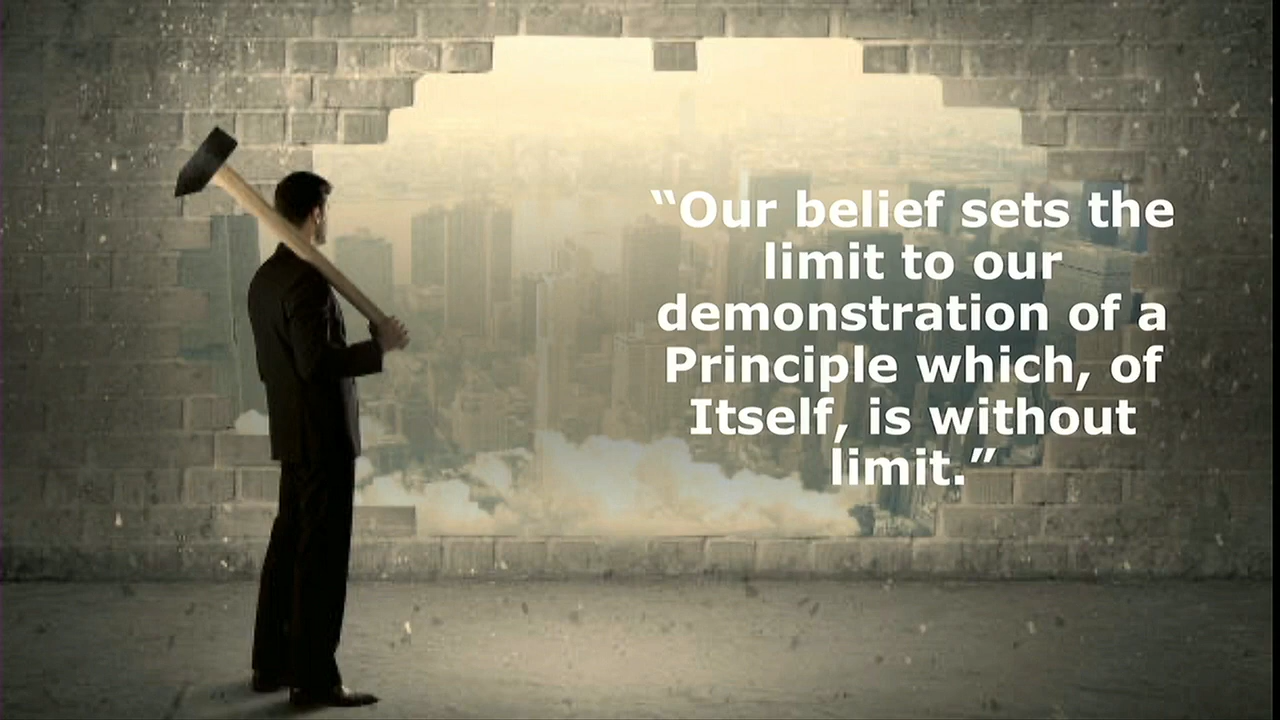 “Our belief sets the
limit to our
demonstration of a
Principle which, of
Itself, is without
limit.”